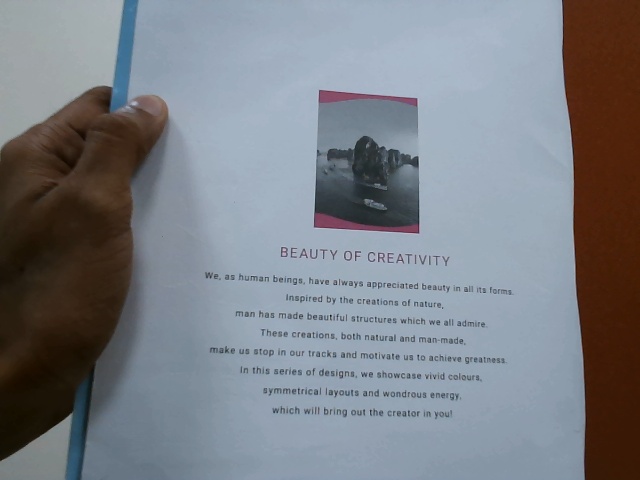 BEAUTY OF CREATIVITY
We, as human beings, have always appreciated beauty in all its forms.
Inspired by the creations of nature,
man has made beautiful structures which we all admire.
These creations, both natural and man-made,
make us stop in our tracks and motivate us to achieve greatness.
In this series of designs, we showcase vivid colours,
symmetrical layouts and wondrous energy,
which will bring out the creator in you!